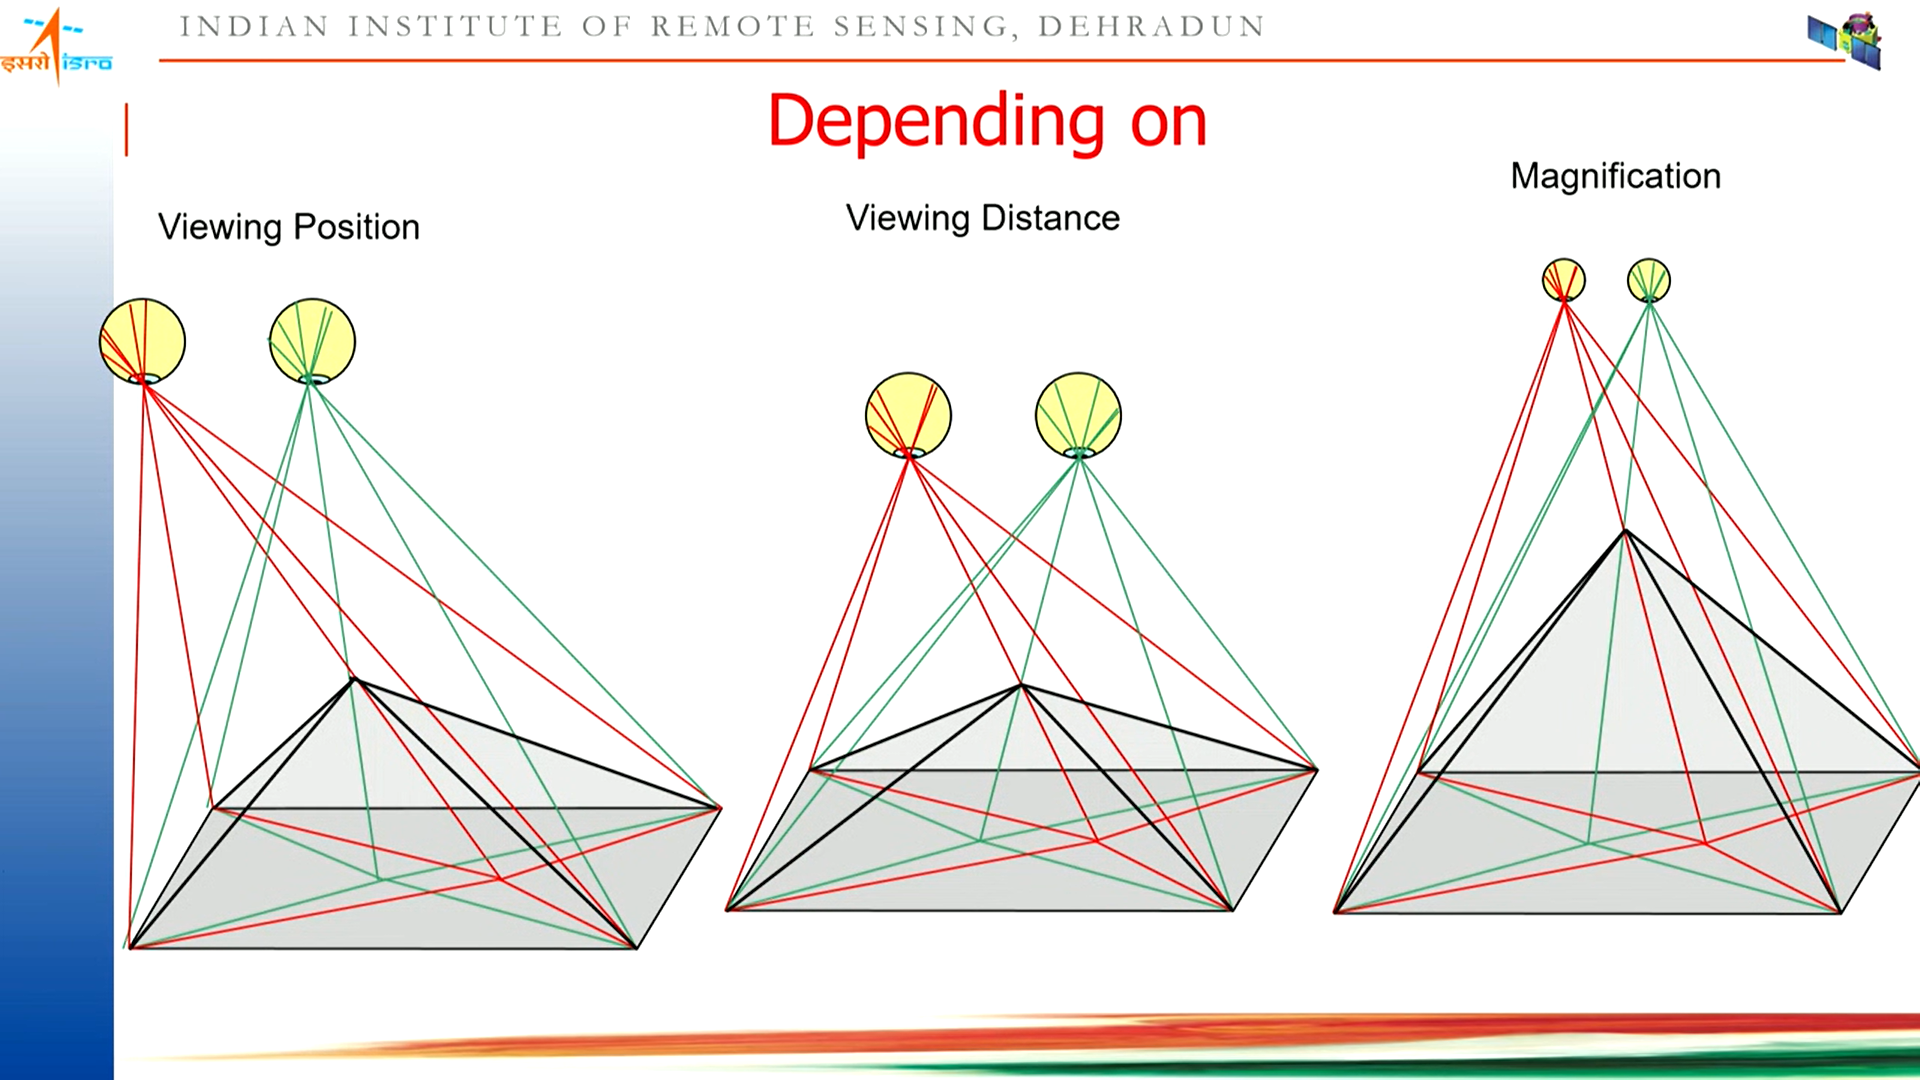 INDIAN INSTITUTE OF REMOTE SENSING, DEHRADUN
इसरो isro
Depending on
Viewing Position
Viewing Distance
Magnification